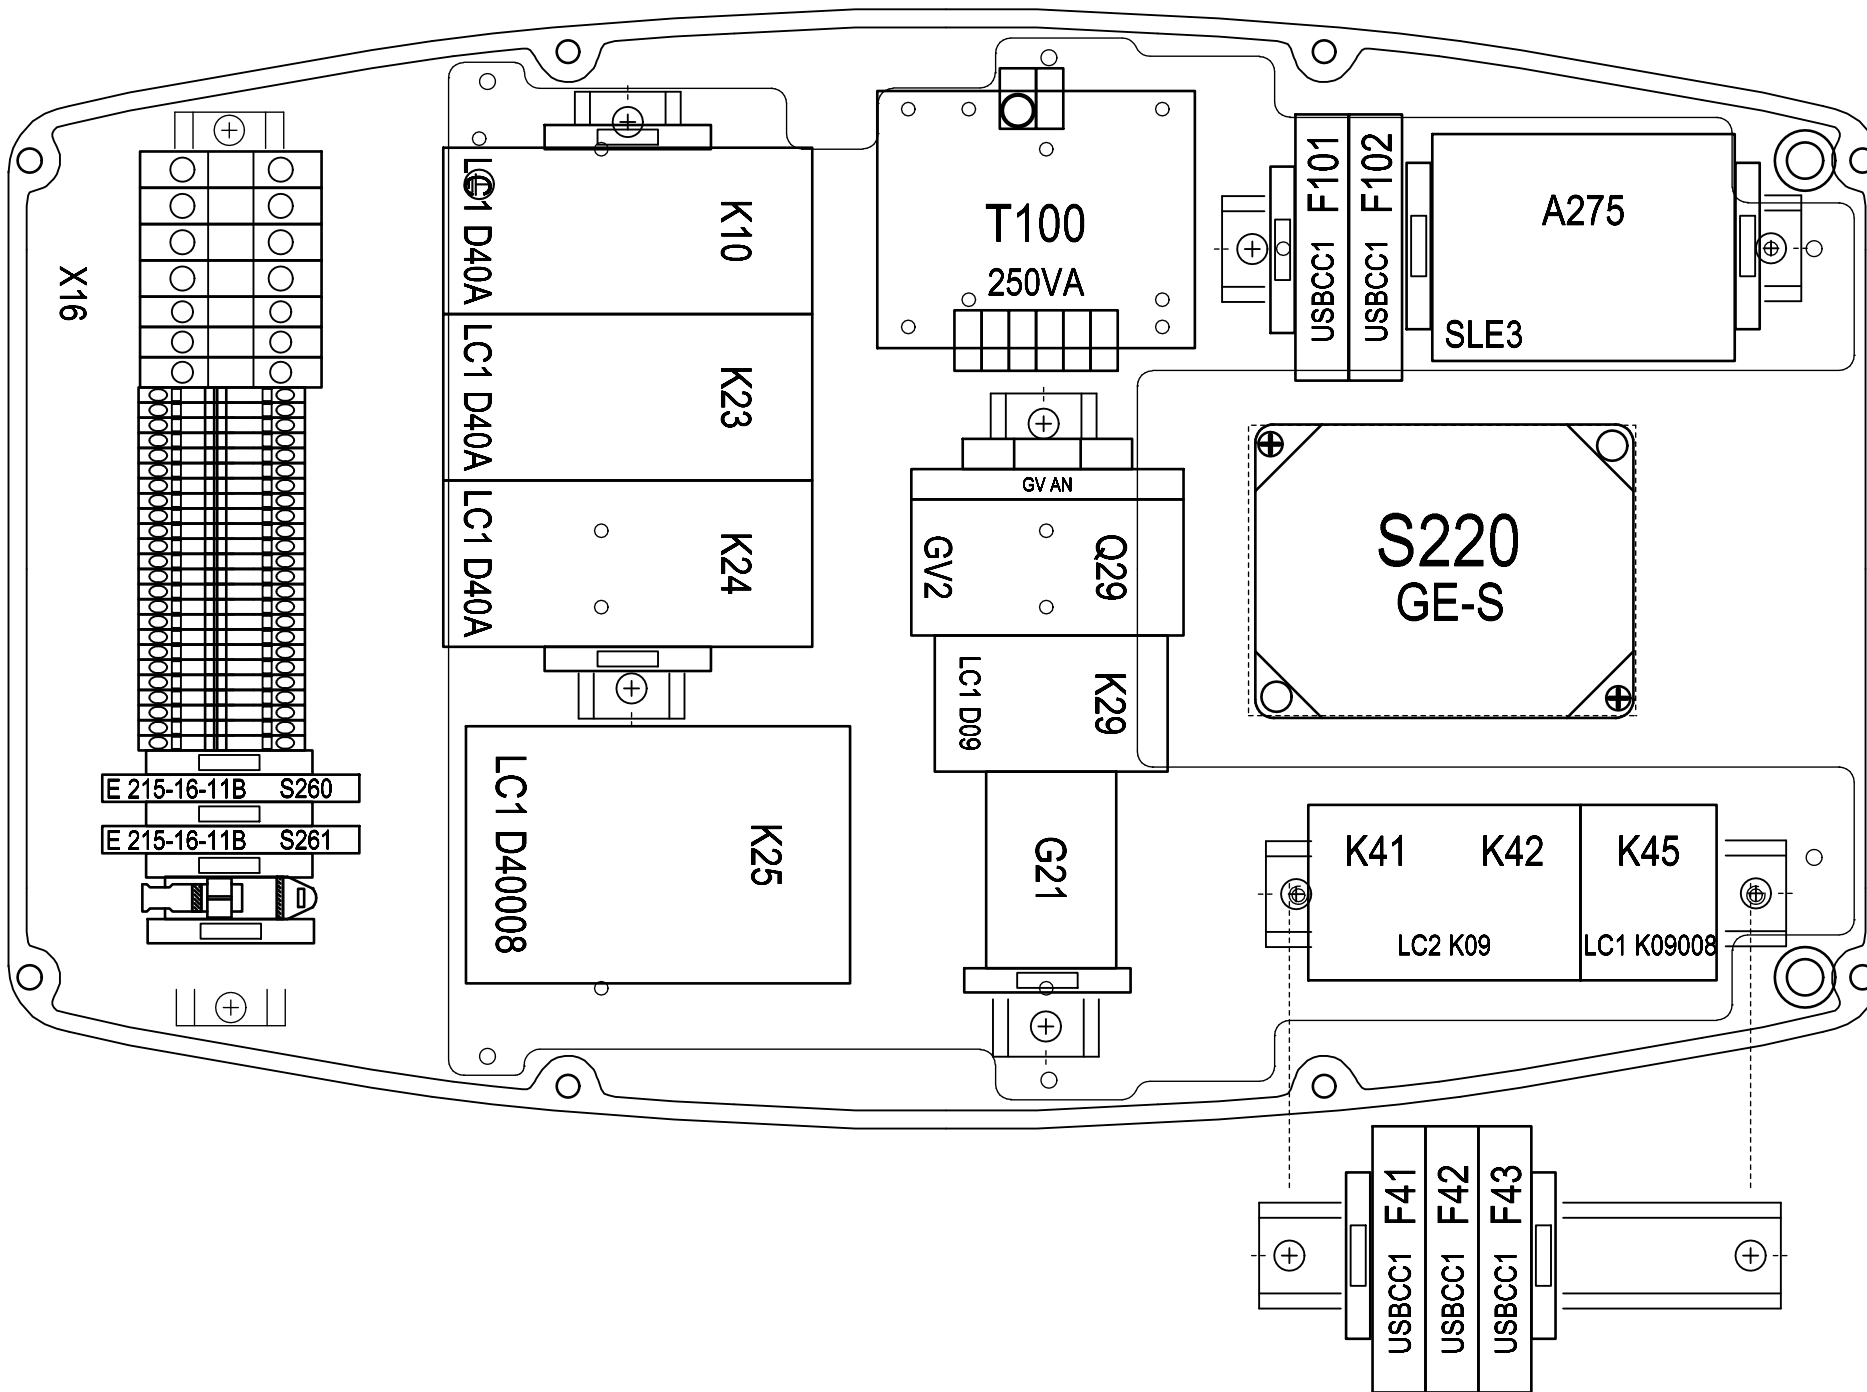 X16
E 215-16-11B S260
E 215-16-11B S261
LC1 D40A K10
LC1 D40A K23
LC1 D40A K24
LC1 D40008 K25
T100
250VA
GV AN
GV2 Q29
LC1 D09 K29
G21
USBCC1 F101
USBCC1 F102
A275
SLE3
S220
GE-S
K41 K42 K45
LC2 K09 LC1 K09008
USBCC1 F41
USBCC1 F42
USBCC1 F43